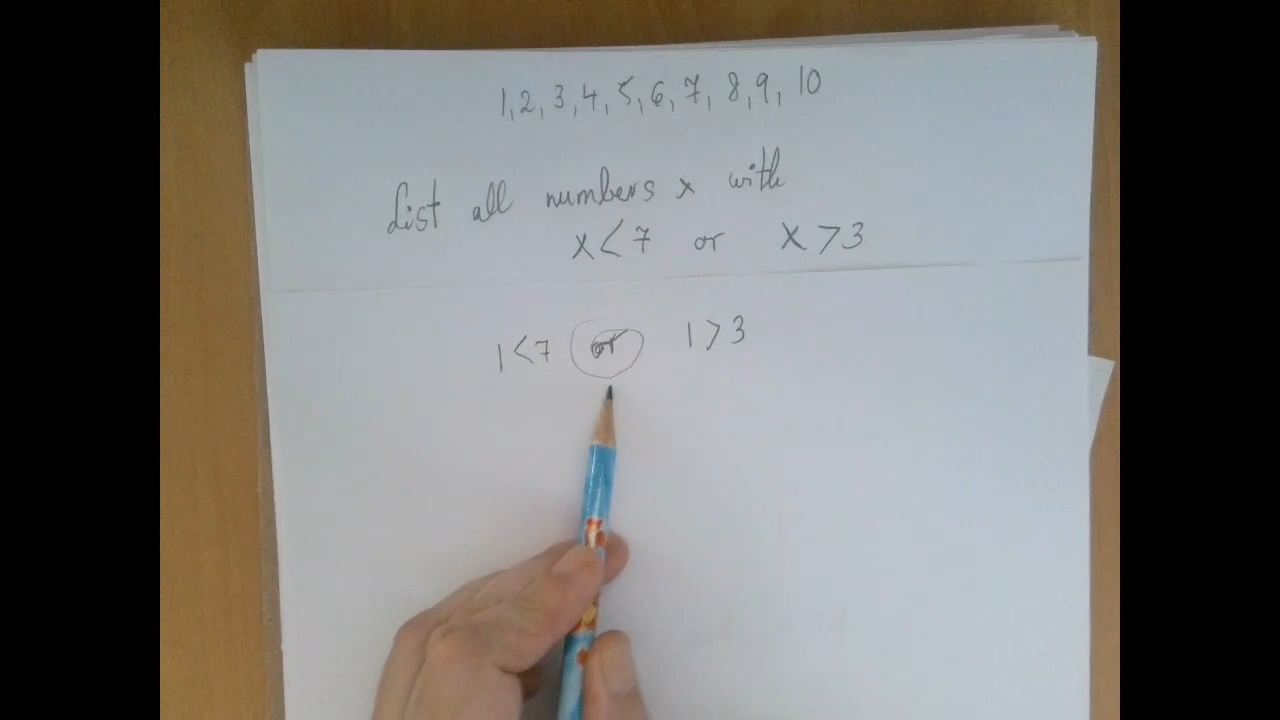 1, 2, 3, 4, 5, 6, 7, 8, 9, 10
List all numbers x with
x < 7 or x > 3
1 < 7 or 1 > 3